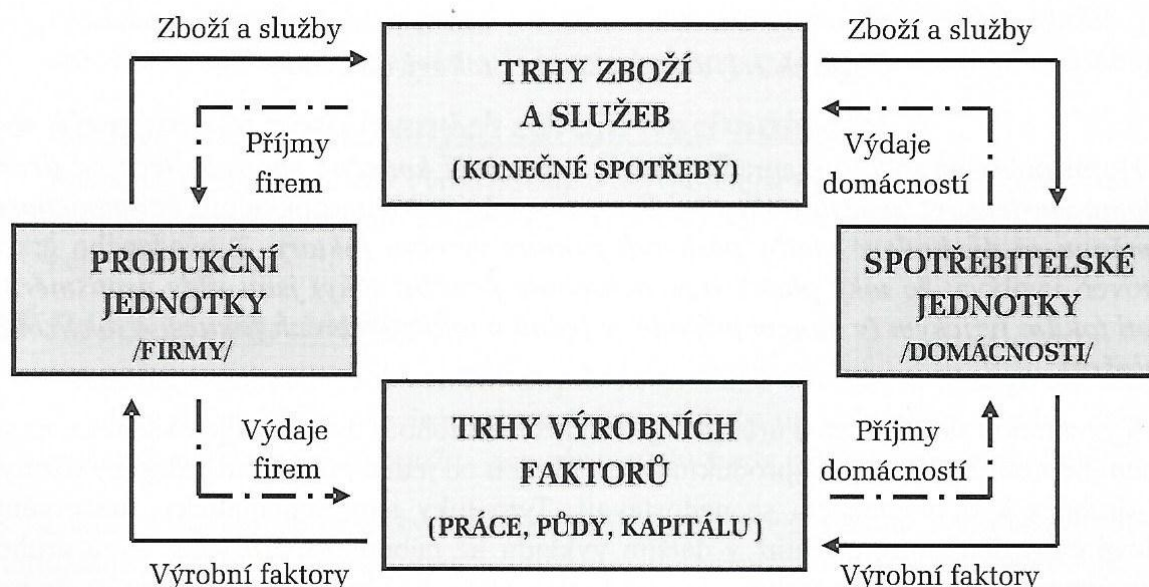 Zboží a služby
TRHY ZBOŽÍ
A SLUŽEB
(KONEČNÉ SPOTŘEBY)
Zboží a služby
Příjmy
firem
Výdaje
domácností
PRODUKČNÍ
JEDNOTKY
/FIRMY/
SPOTŘEBITELSKÉ
JEDNOTKY
/DOMÁCNOSTI/
Výdaje
firem
TRHY VÝROBNÍCH
FAKTORŮ
(PRÁCE, PŮDY, KAPITÁLU)
Příjmy
domácností
Výrobní faktory
Výrobní faktory